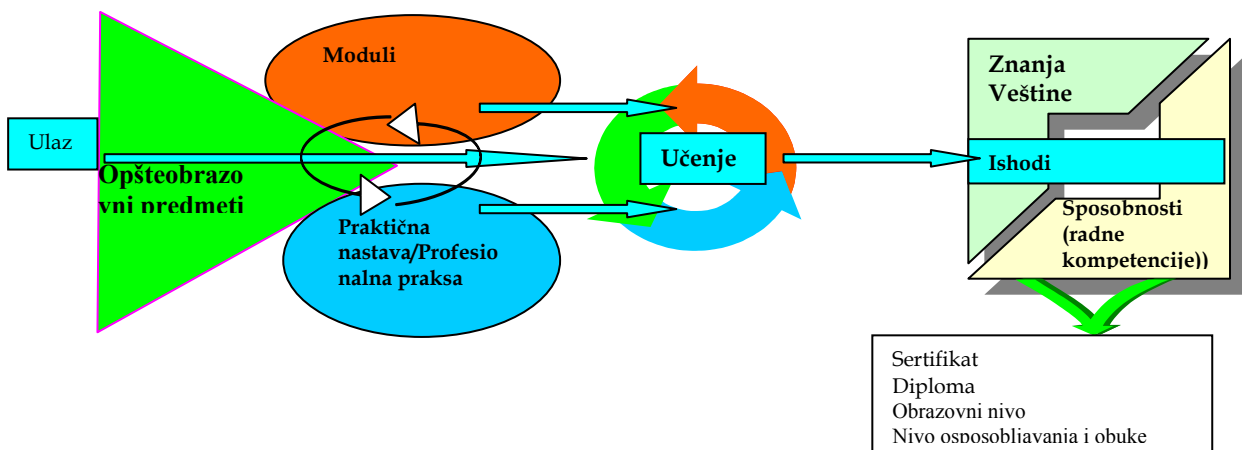 Ulaz
Opšteobrazo
vni predmeti
Moduli
Praktična
nastava/Profesio
nalna praksa
Učenje
Znanja
Veštine
Ishodi
Sposobnosti
(radne
kompetencije))
Sertifikat
Diploma
Obrazovni nivo
Nivo osposobljavanja i obuke